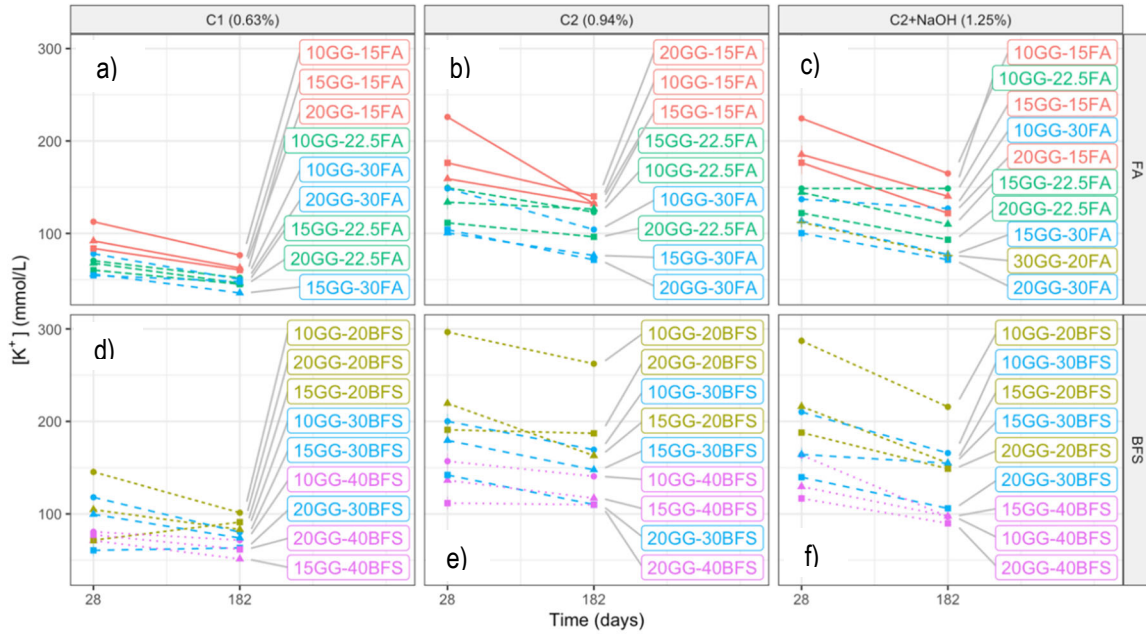 C1 (0.63%)
C2 (0.94%)
C2+NaOH (1.25%)
[K+] (mmol/L)
300
200
100
a)
10GG-15FA
15GG-15FA
20GG-15FA
10GG-22.5FA
10GG-30FA
20GG-30FA
15GG-22.5FA
20GG-22.5FA
15GG-30FA
b)
20GG-15FA
10GG-15FA
15GG-15FA
15GG-22.5FA
10GG-22.5FA
10GG-30FA
20GG-22.5FA
15GG-30FA
20GG-30FA
c)
10GG-15FA
10GG-22.5FA
15GG-15FA
10GG-30FA
20GG-15FA
15GG-22.5FA
20GG-22.5FA
15GG-30FA
30GG-20FA
20GG-30FA
FA
300
200
100
d)
10GG-20BFS
20GG-20BFS
15GG-20BFS
10GG-30BFS
15GG-30BFS
10GG-40BFS
20GG-30BFS
20GG-40BFS
15GG-40BFS
e)
10GG-20BFS
20GG-20BFS
10GG-30BFS
15GG-20BFS
15GG-30BFS
10GG-40BFS
15GG-40BFS
20GG-30BFS
20GG-40BFS
f)
10GG-20BFS
10GG-30BFS
15GG-20BFS
15GG-30BFS
20GG-20BFS
20GG-30BFS
15GG-40BFS
10GG-40BFS
20GG-40BFS
BFS
28
182
28
182
28
182
Time (days)